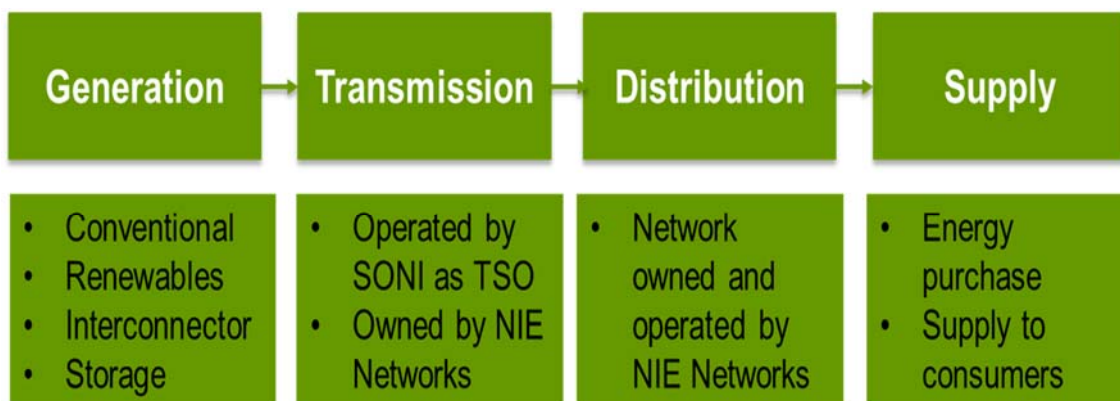 Generation
Transmission
Distribution
Supply
• Conventional
• Renewables
• Interconnector
• Storage
• Operated by
SONI as TSO
• Owned by NIE
Networks
• Network
owned and
operated by
NIE Networks
• Energy
purchase
• Supply to
consumers